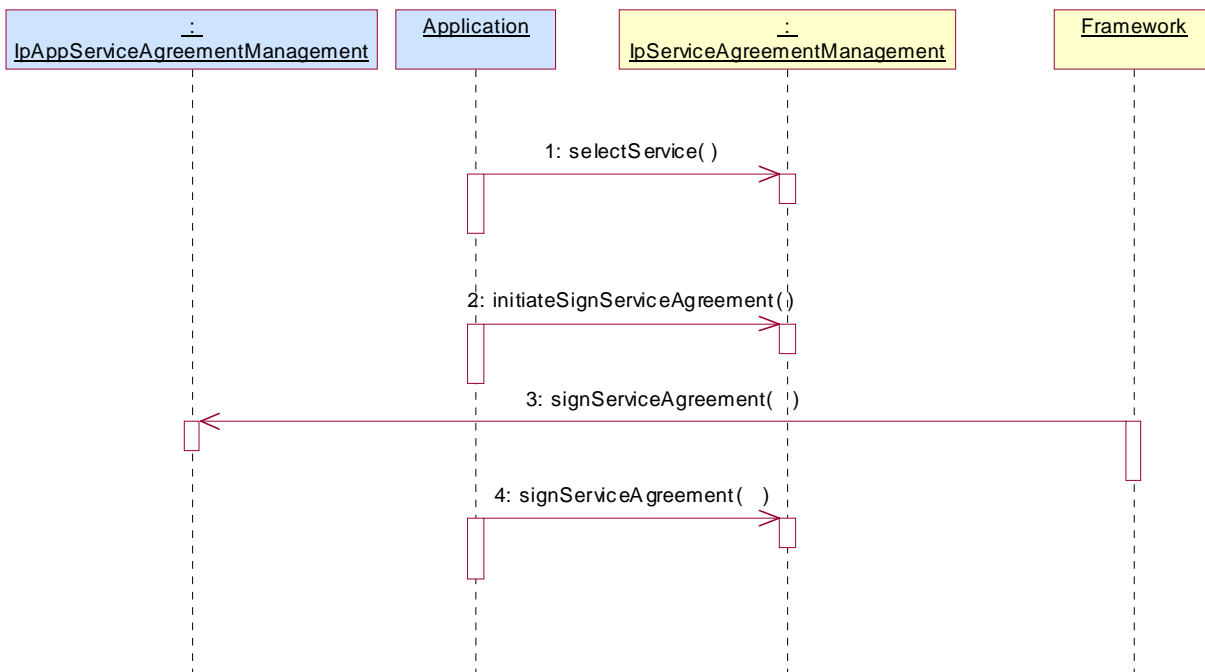 :
IpAppServiceAgreementManagement
Application
:
IpServiceAgreementManagement
Framework
1: selectService( )
2: initiateSignServiceAgreement( )
3: signServiceAgreement( )
4: signServiceAgreement( )